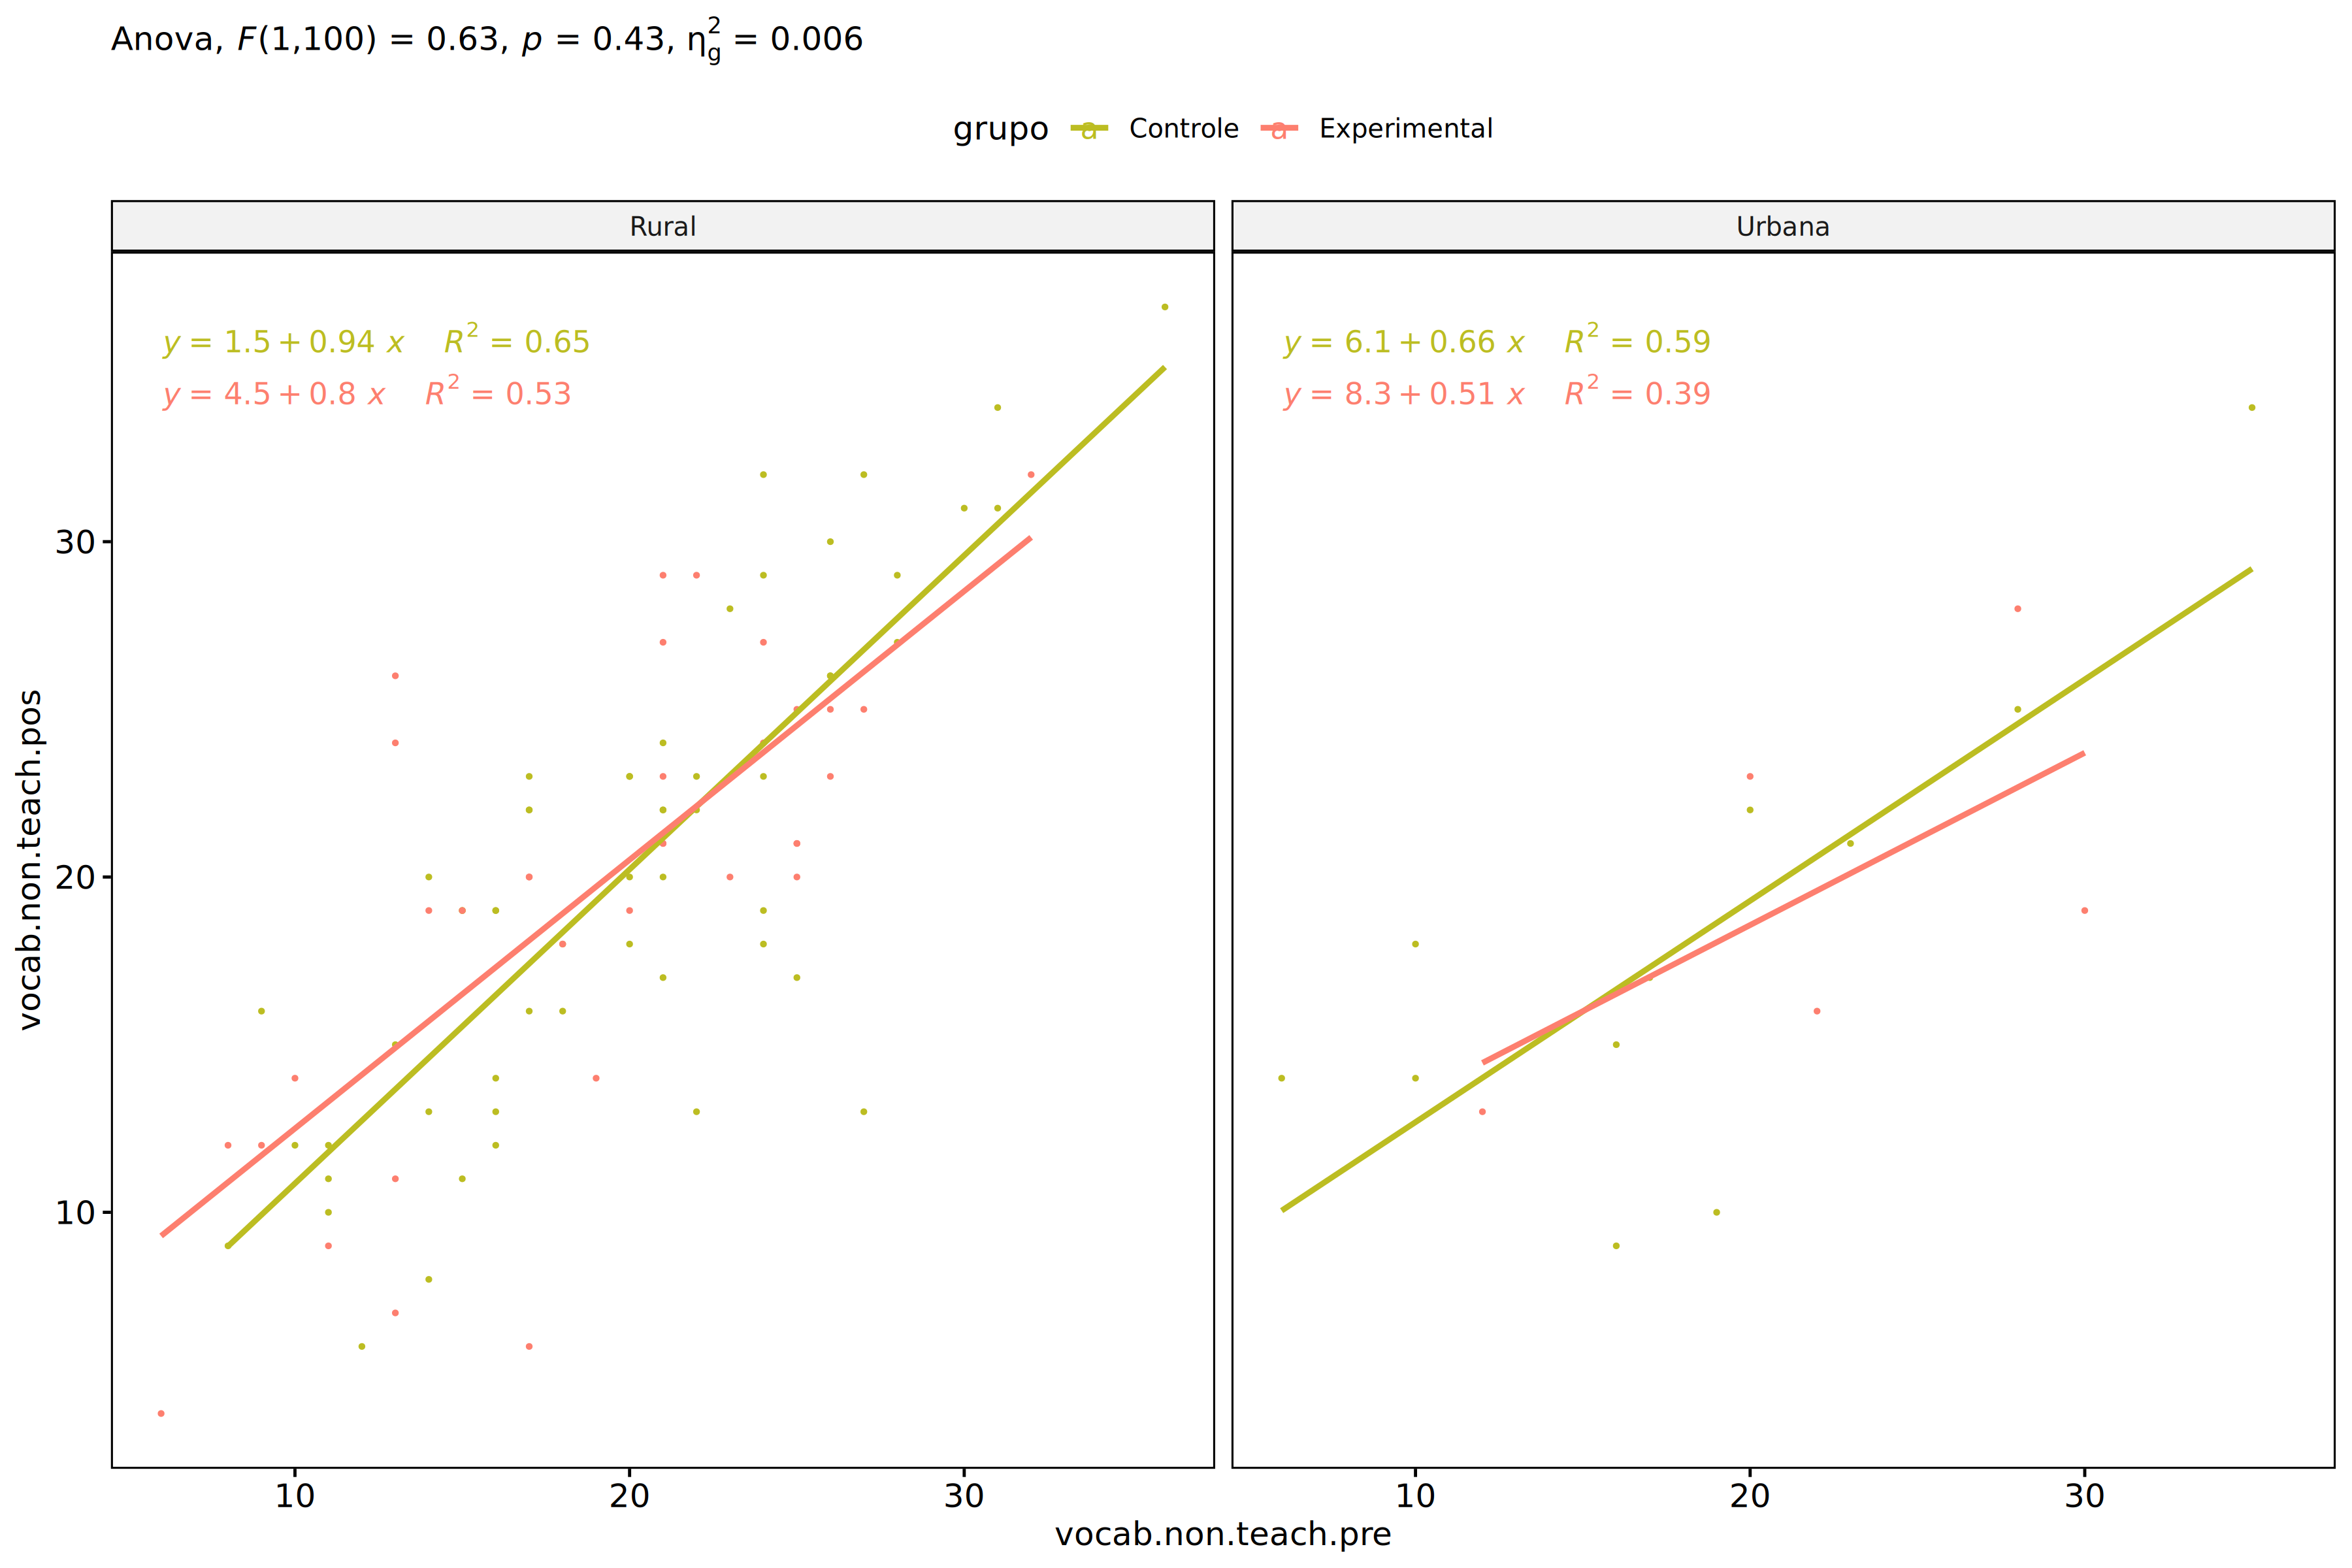 Anova, F(1,100) = 0.63, p = 0.43, η²g = 0.006
grupo a Controle a Experimental
Rural
Urbana
y = 1.5 + 0.94 x R² = 0.65
y = 4.5 + 0.8 x R² = 0.53
y = 6.1 + 0.66 x R² = 0.59
y = 8.3 + 0.51 x R² = 0.39
vocab.non.teach.pos
30
20
10
10 20 30
10 20 30
vocab.non.teach.pre